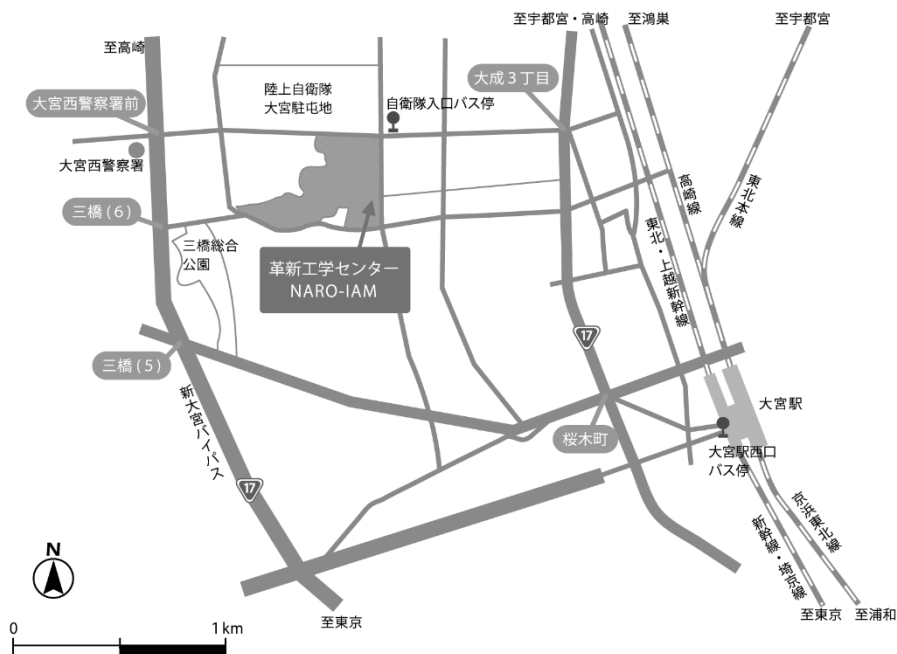 至宇都宮・高崎
至鴻巣
至宇都宮
至高崎
陸上自衛隊
大宮駐屯地
大成3丁目
大宮西警察署前
自衛隊入口バス停
大宮西警察署
高崎線
東北本線
三橋(6)
三橋総合
公園
革新工学センター
NARO-IAM
東北・上越新幹線
17
三橋(5)
新大宮バイパス
大宮駅
桜木町
大宮駅西口
バス停
17
新幹線・埼京線
京浜東北線
N
至東京
至東京
至浦和
0
1km